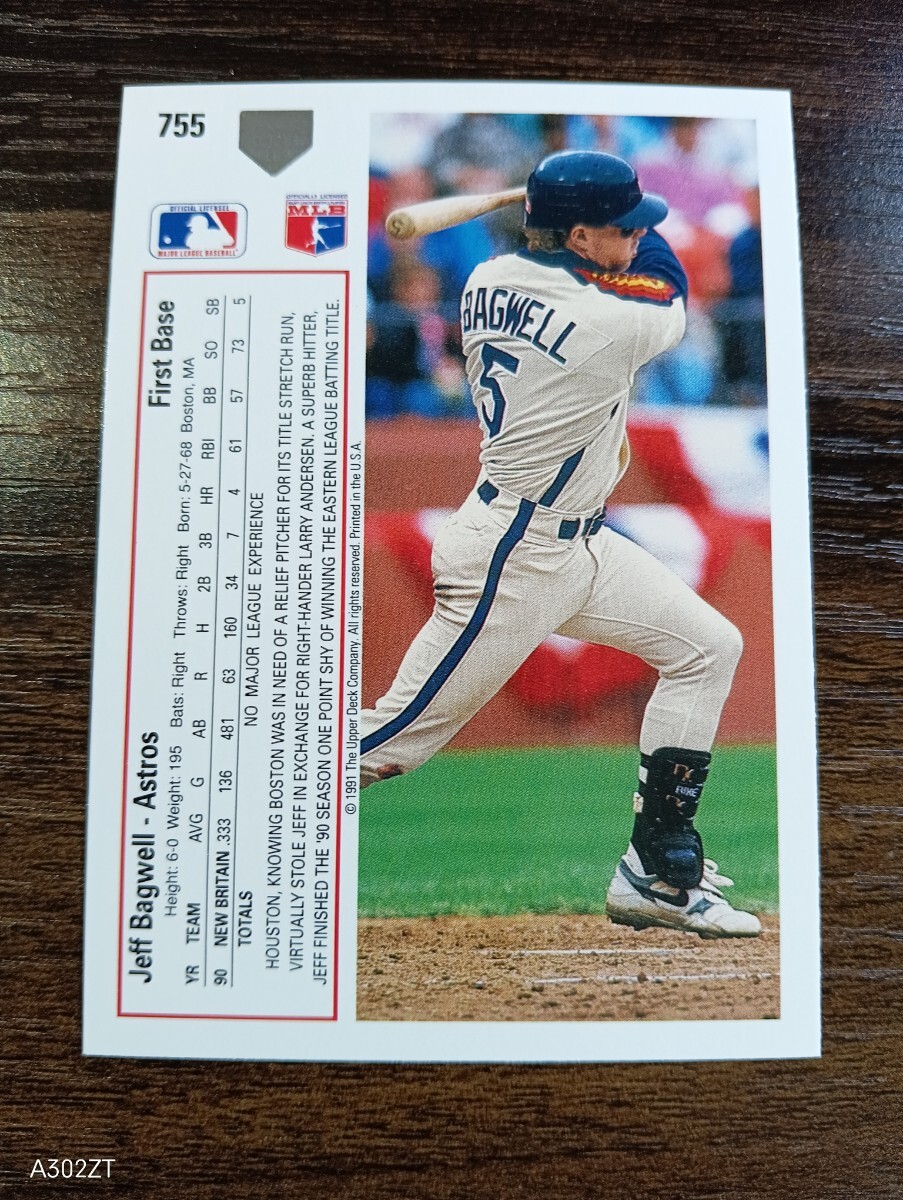 755
OFFICIAL LICENSEE
MAJOR LEAGUE BASEBALL
OFFICIALLY LICENSED
MLB
Jeff Bagwell - Astros First Base
Height: 6-0 Weight: 195 Bats: Right Throws: Right Born: 5-27-68 Boston, MA
YR TEAM AVG G AB R H 2B 3B HR RBI BB SO SB
90 NEW BRITAIN .333 136 481 63 160 34 7 4 61 57 73 5
TOTALS NO MAJOR LEAGUE EXPERIENCE
HOUSTON, KNOWING BOSTON WAS IN NEED OF A RELIEF PITCHER FOR ITS TITLE STRETCH RUN,
VIRTUALLY STOLE JEFF IN EXCHANGE FOR RIGHT-HANDER LARRY ANDERSEN. A SUPERB HITTER,
JEFF FINISHED THE '90 SEASON ONE POINT SHY OF WINNING THE EASTERN LEAGUE BATTING TITLE.
© 1991 The Upper Deck Company. All rights reserved. Printed in the U.S.A.
BAGWELL
5
A302ZT